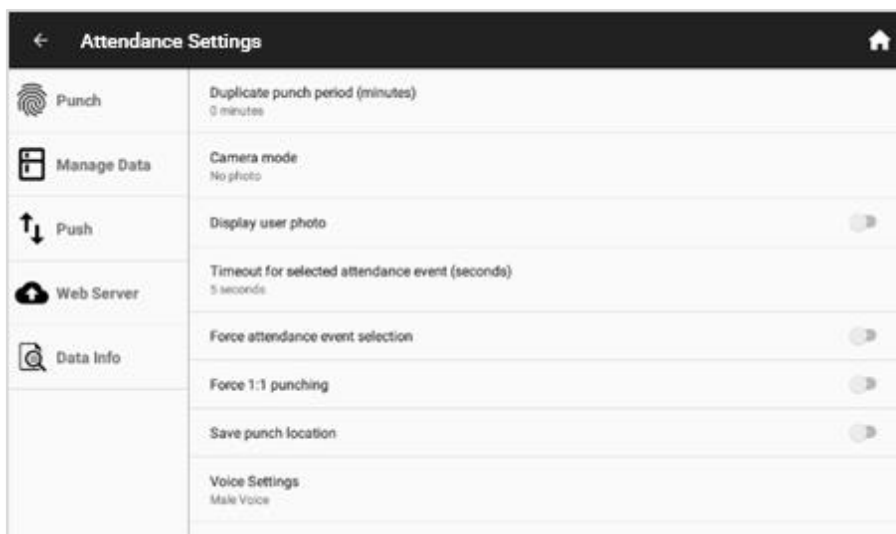 Attendance Settings
Punch
Manage Data
Push
Web Server
Data Info
Duplicate punch period (minutes)
0 minutes
Camera mode
No photo
Display user photo
Timeout for selected attendance event (seconds)
5 seconds
Force attendance event selection
Force 1:1 punching
Save punch location
Voice Settings
Male Voice